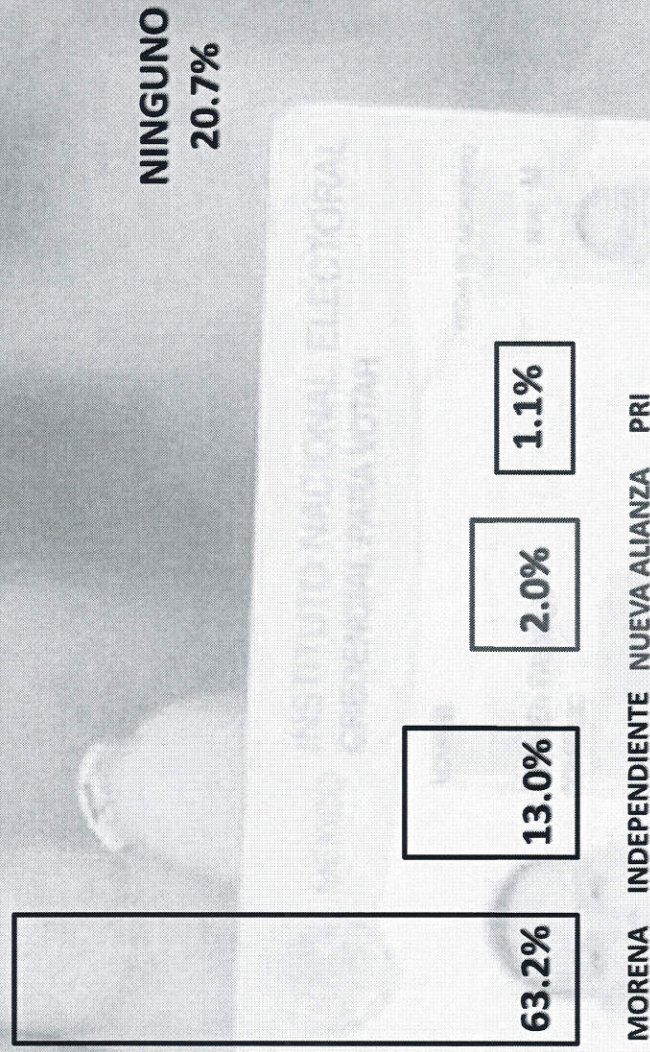 NINGUNO
20.7%
INSTITUTO NACIONAL ELECTORAL
CREDENCIAL PARA VOTAR
MÉXICO
63.2%
13.0%
2.0%
1.1%
MORENA INDEPENDIENTE NUEVA ALIANZA PRI